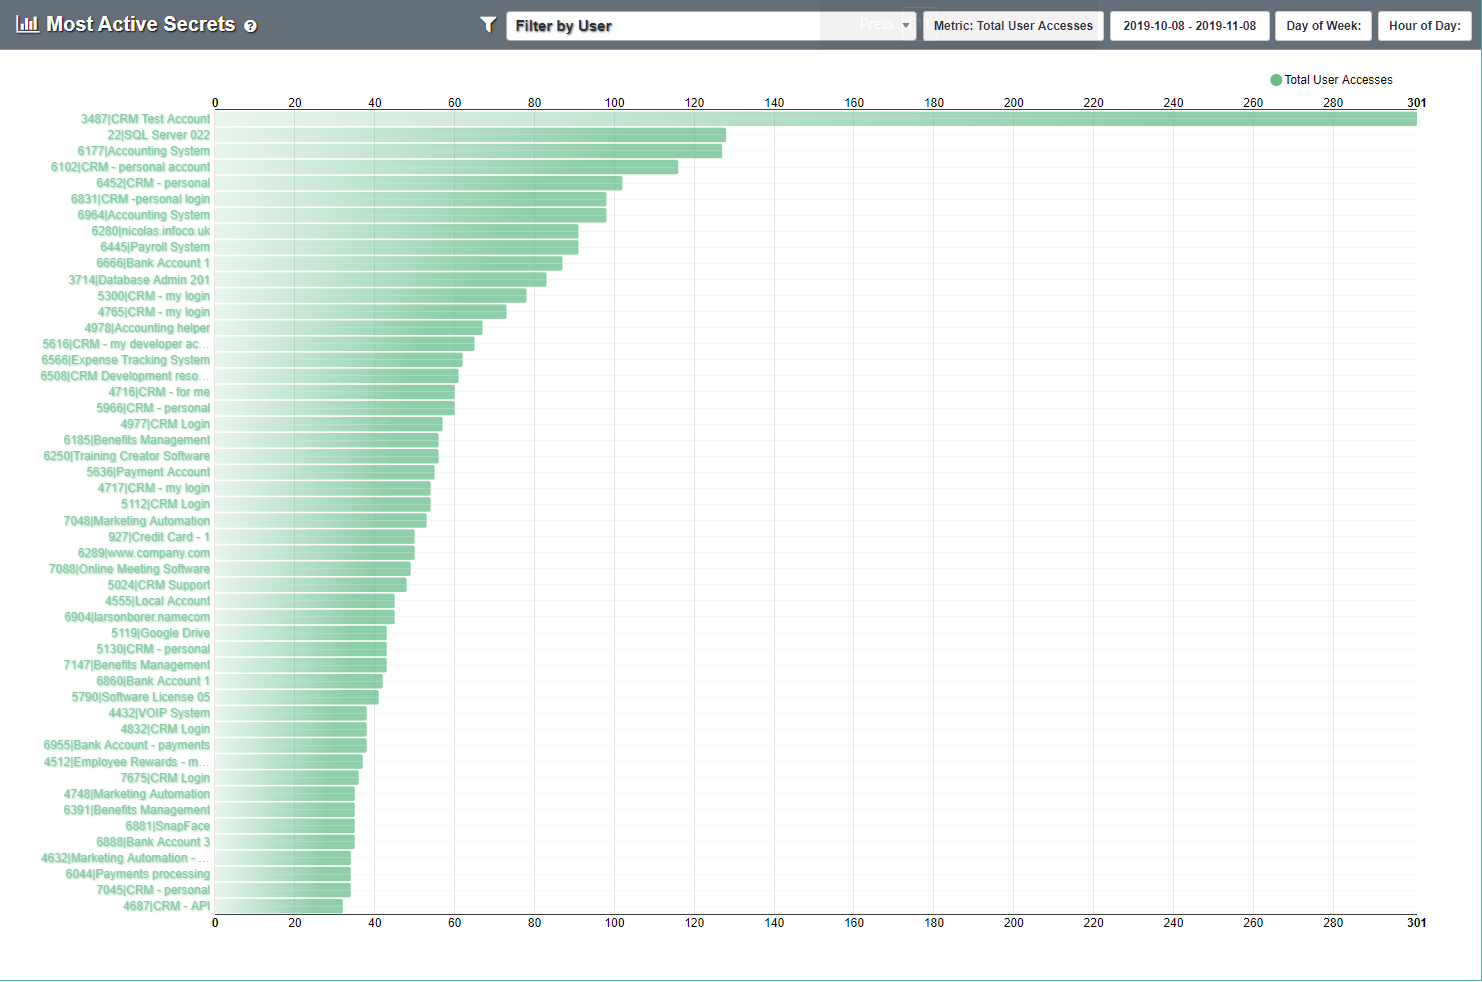 Most Active Secrets ?
Filter by User
Press
Metric: Total User Accesses
2019-10-08 - 2019-11-08
Day of Week:
Hour of Day:
Total User Accesses
0 20 40 60 80 100 120 140 160 180 200 220 240 260 280 301
3487|CRM Test Account
22|SQL Server 022
6177|Accounting System
6102|CRM - personal account
6452|CRM - personal
6831|CRM -personal login
6964|Accounting System
6280|nicolas.infoco.uk
6445|Payroll System
6666|Bank Account 1
3714|Database Admin 201
5300|CRM - my login
4765|CRM - my login
4978|Accounting helper
5616|CRM - my developer ac...
6566|Expense Tracking System
6508|CRM Development reso...
4716|CRM - for me
5966|CRM - personal
4977|CRM Login
6185|Benefits Management
6250|Training Creator Software
5636|Payment Account
4717|CRM - my login
5112|CRM Login
7048|Marketing Automation
927|Credit Card - 1
6289|www.company.com
7088|Online Meeting Software
5024|CRM Support
4555|Local Account
6904|larsonborer.namecom
5119|Google Drive
5130|CRM - personal
7147|Benefits Management
6860|Bank Account 1
5790|Software License 05
4432|VOIP System
4832|CRM Login
6955|Bank Account - payments
4512|Employee Rewards - m...
7675|CRM Login
4748|Marketing Automation
6391|Benefits Management
6881|SnapFace
6888|Bank Account 3
4632|Marketing Automation - ...
6044|Payments processing
7045|CRM - personal
4687|CRM - API
0 20 40 60 80 100 120 140 160 180 200 220 240 260 280 301